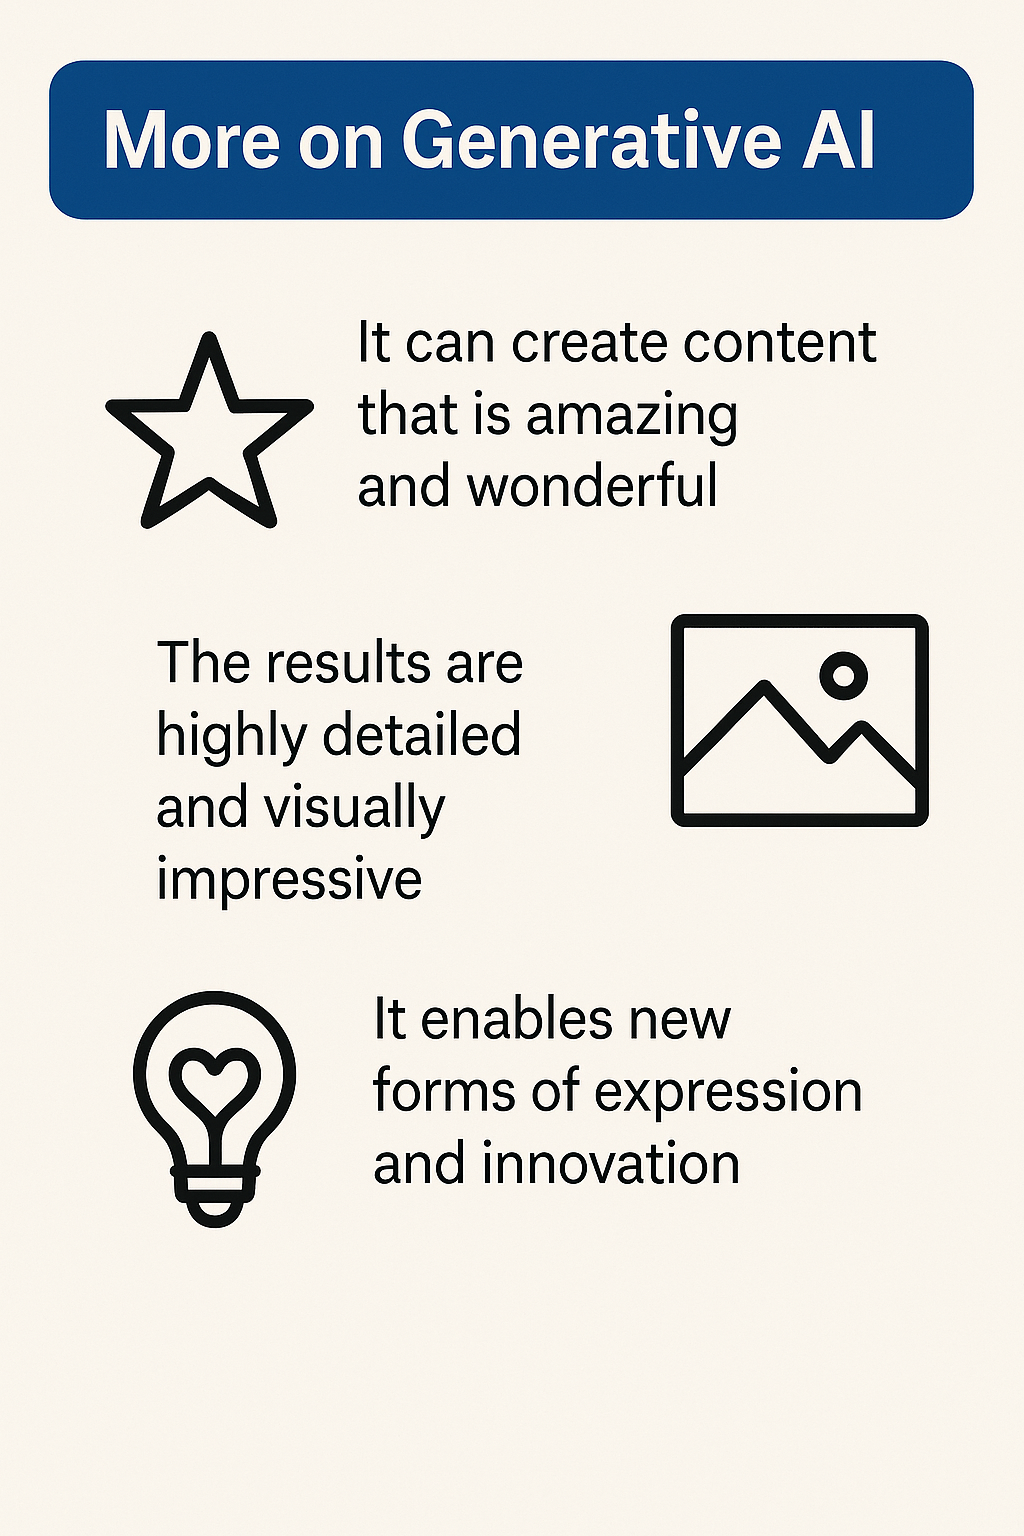 More on Generative AI
It can create content
that is amazing
and wonderful
The results are
highly detailed
and visually
impressive
It enables new
forms of expression
and innovation